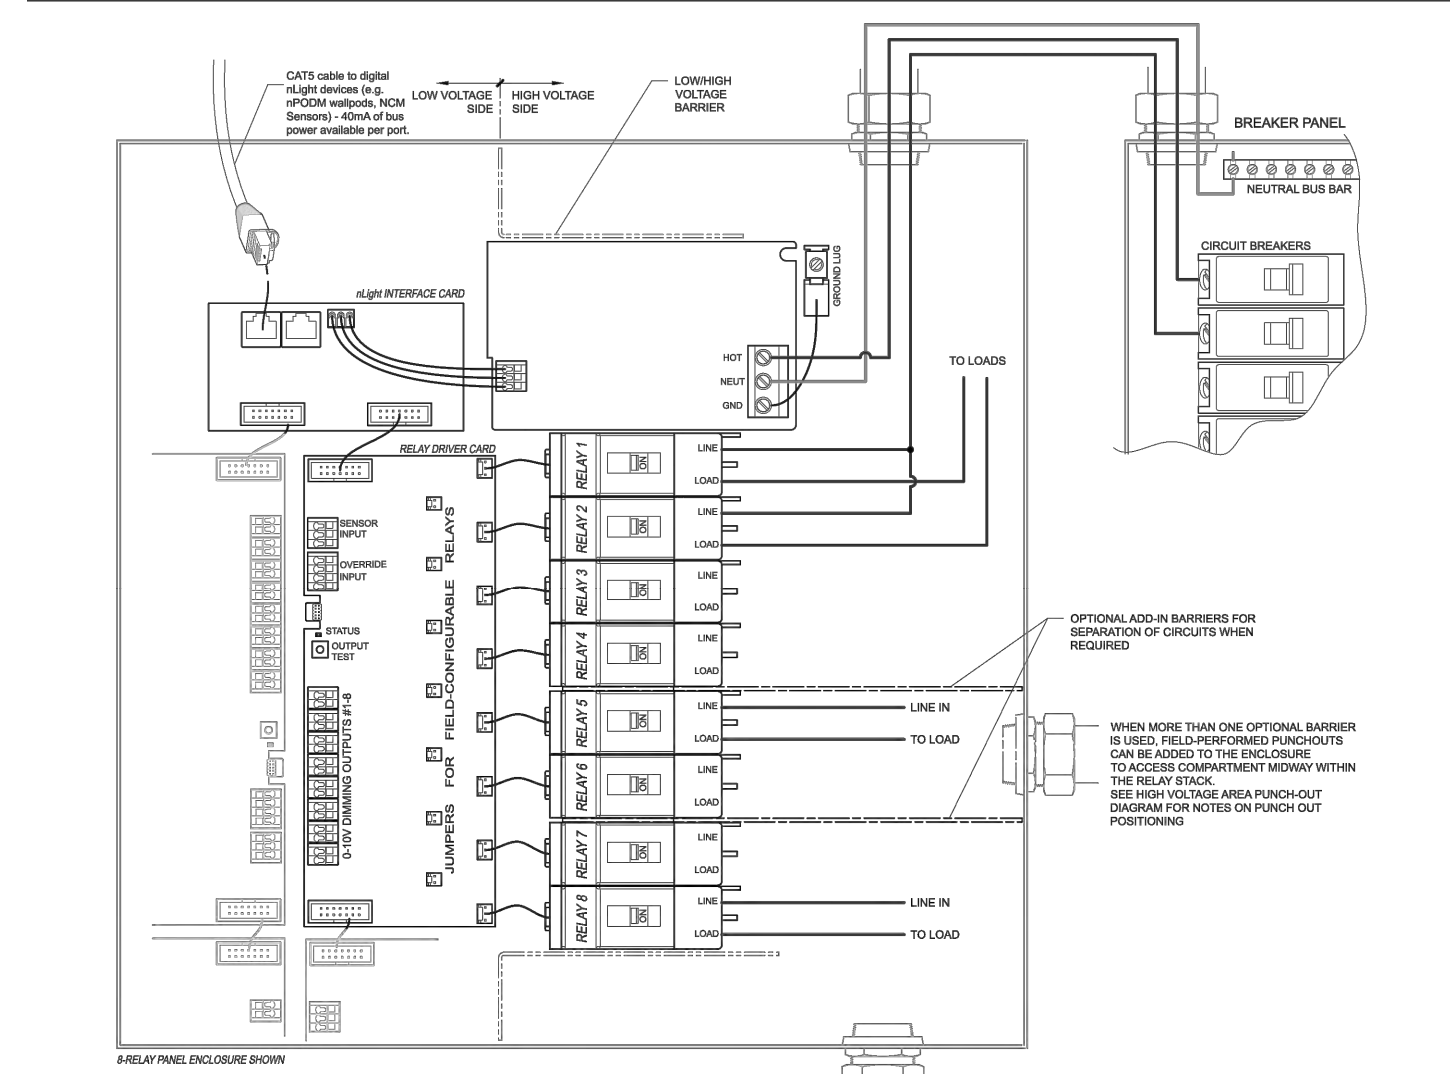 CAT5 cable to digital
nLight devices (e.g.
nPODM wallpods, NCM
Sensors) - 40mA of bus
power available per port.
LOW VOLTAGE
SIDE
HIGH VOLTAGE
SIDE
LOW/HIGH
VOLTAGE
BARRIER
BREAKER PANEL
NEUTRAL BUS BAR
CIRCUIT BREAKERS
GROUND LUG
nLight INTERFACE CARD
HOT
NEUT
GND
TO LOADS
RELAY DRIVER CARD
SENSOR
INPUT
OVERRIDE
INPUT
STATUS
OUTPUT
TEST
0-10V DIMMING OUTPUTS #1-8
JUMPERS FOR FIELD-CONFIGURABLE RELAYS
RELAY 1
ON
LINE
LOAD
RELAY 2
ON
LINE
LOAD
RELAY 3
ON
LINE
LOAD
RELAY 4
ON
LINE
LOAD
RELAY 5
ON
LINE
LOAD
LINE IN
TO LOAD
RELAY 6
ON
LINE
LOAD
RELAY 7
ON
LINE
LOAD
RELAY 8
ON
LINE
LOAD
LINE IN
TO LOAD
OPTIONAL ADD-IN BARRIERS FOR
SEPARATION OF CIRCUITS WHEN
REQUIRED
WHEN MORE THAN ONE OPTIONAL BARRIER
IS USED, FIELD-PERFORMED PUNCHOUTS
CAN BE ADDED TO THE ENCLOSURE
TO ACCESS COMPARTMENT MIDWAY WITHIN
THE RELAY STACK.
SEE HIGH VOLTAGE AREA PUNCH-OUT
DIAGRAM FOR NOTES ON PUNCH OUT
POSITIONING
8-RELAY PANEL ENCLOSURE SHOWN